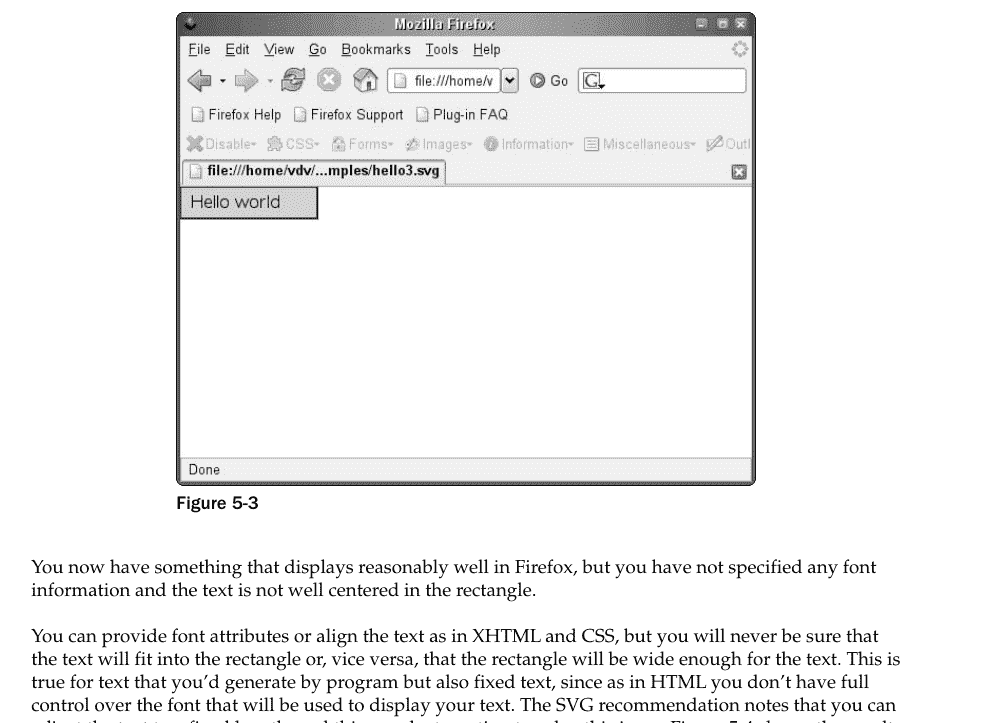 Mozilla Firefox
File Edit View Go Bookmarks Tools Help
file:///home/v Go G
Firefox Help Firefox Support Plug-in FAQ
Disable CSS Forms Images Information Miscellaneous Outl
file:///home/vdv/...mples/hello3.svg
Hello world
Done
Figure 5-3
You now have something that displays reasonably well in Firefox, but you have not specified any font
information and the text is not well centered in the rectangle.
You can provide font attributes or align the text as in XHTML and CSS, but you will never be sure that
the text will fit into the rectangle or, vice versa, that the rectangle will be wide enough for the text. This is
true for text that you'd generate by program but also fixed text, since as in HTML you don't have full
control over the font that will be used to display your text. The SVG recommendation notes that you can